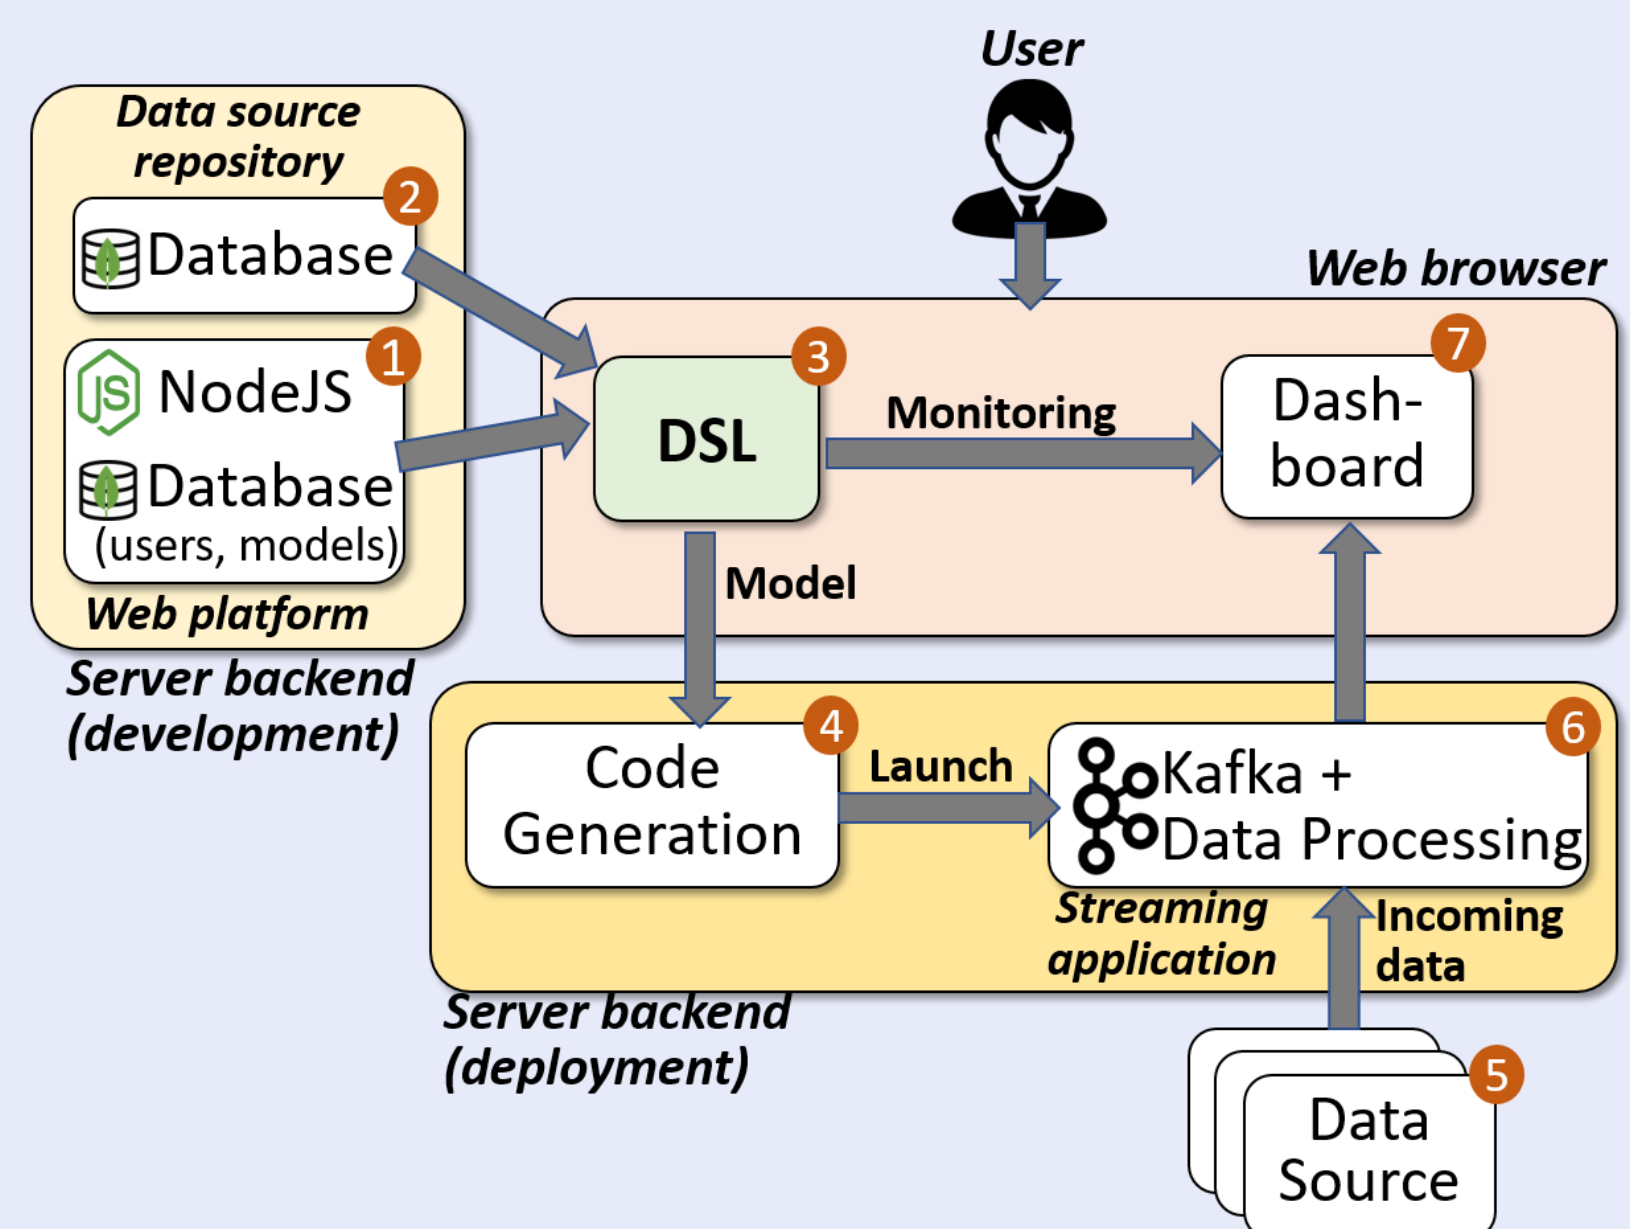 User
Data source
repository
2
Database
1
JS
NodeJS
Database
(users, models)
Web platform
Server backend
(development)
Web browser
3
DSL
Monitoring
7
Dash-
board
Model
4
Code
Generation
Launch
6
Kafka +
Data Processing
Streaming
application
Incoming
data
Server backend
(deployment)
5
Data
Source